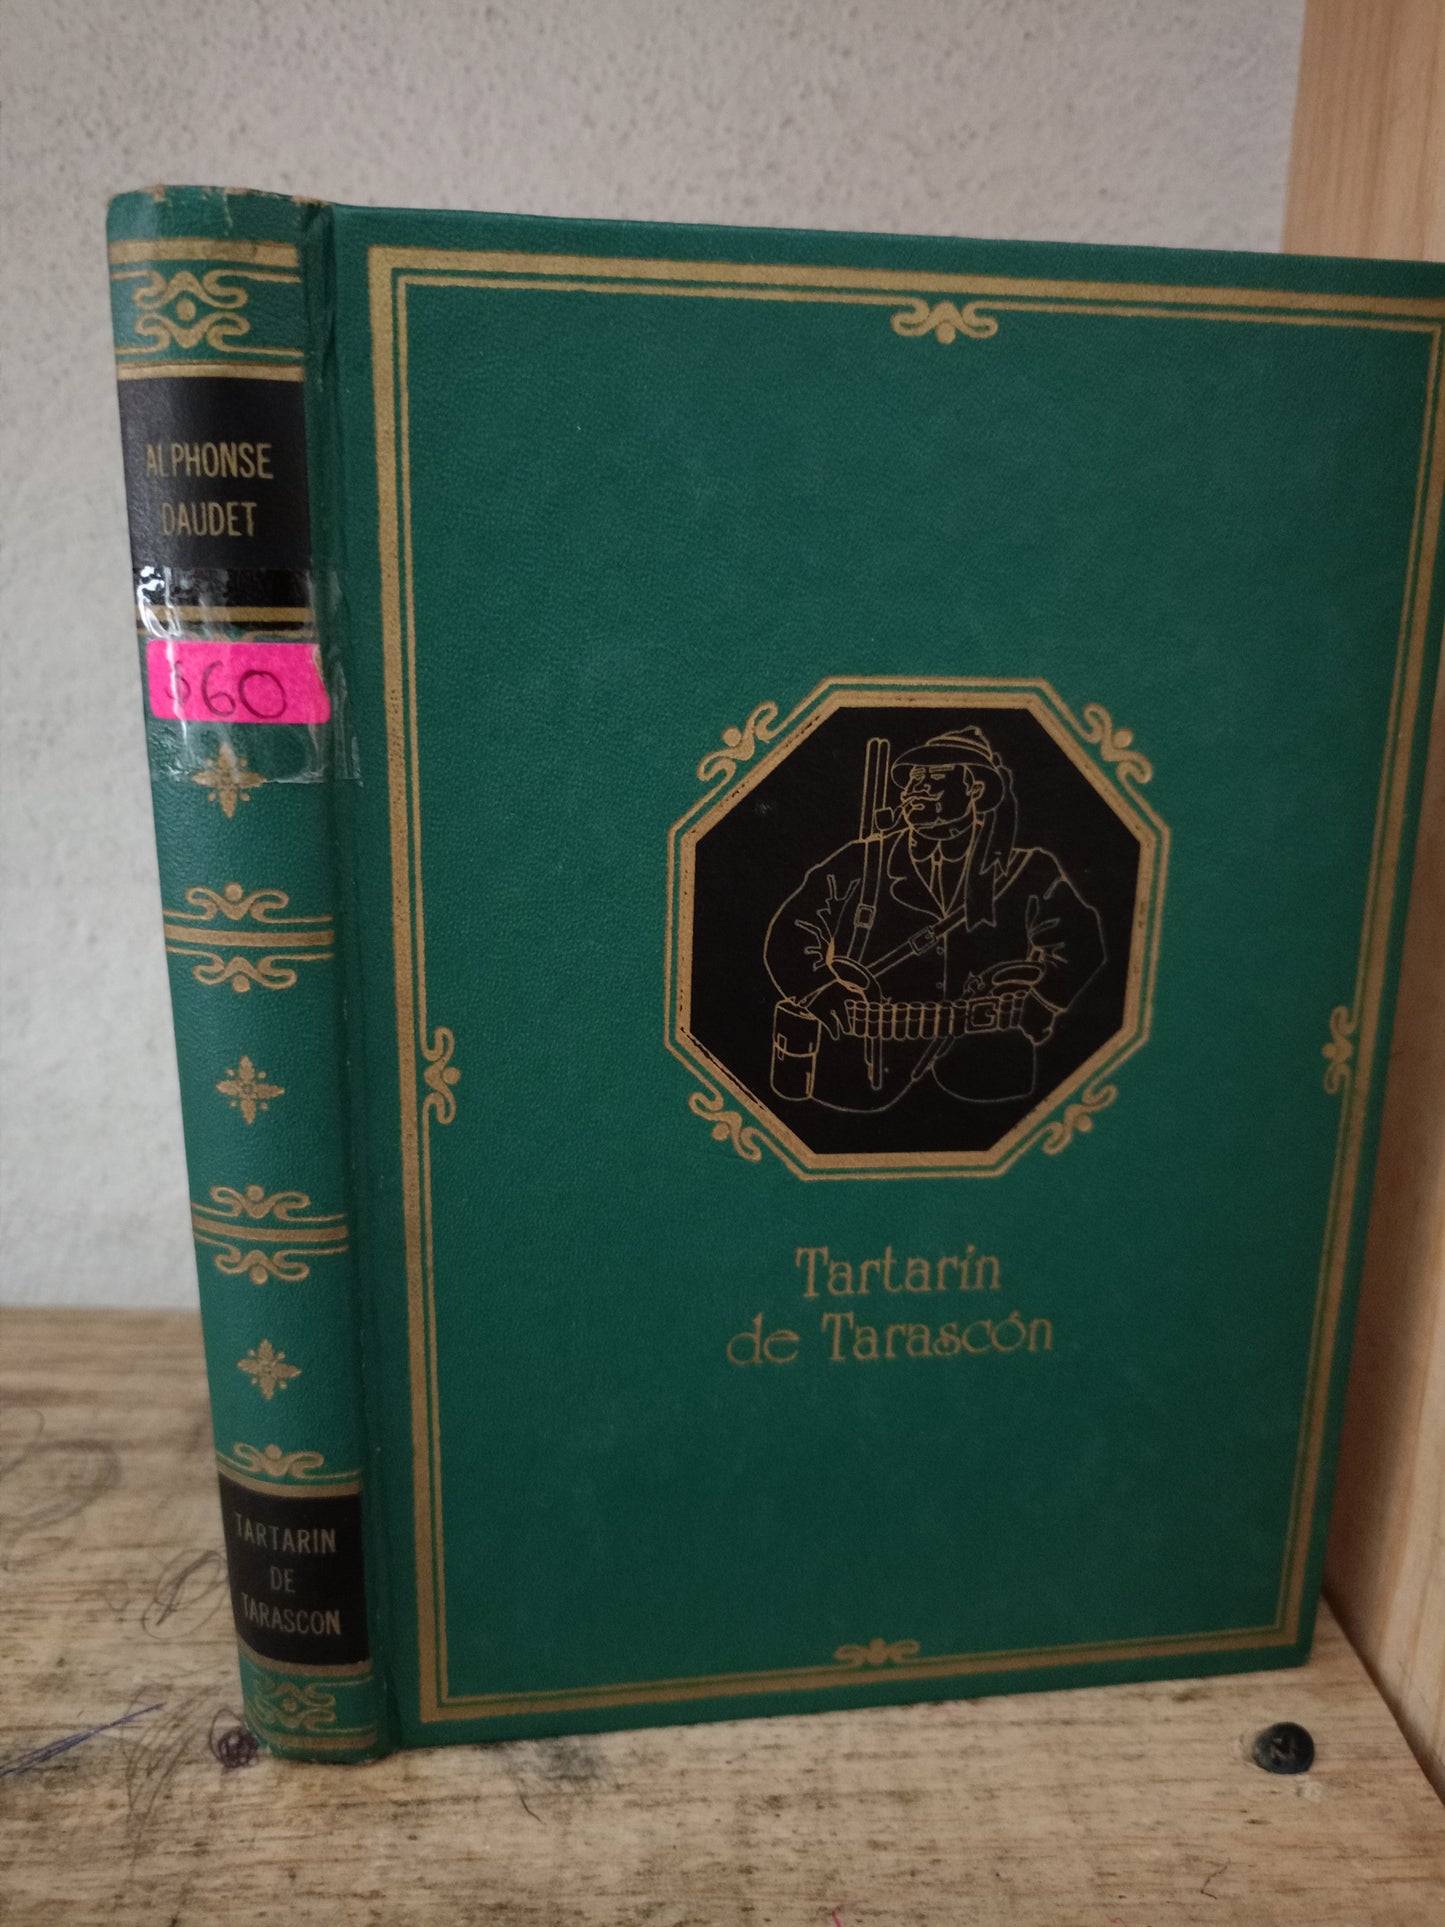 ALPHONSE
DAUDET
$60
TARTARIN
DE
TARASCON
Tartarín
de Tarascón